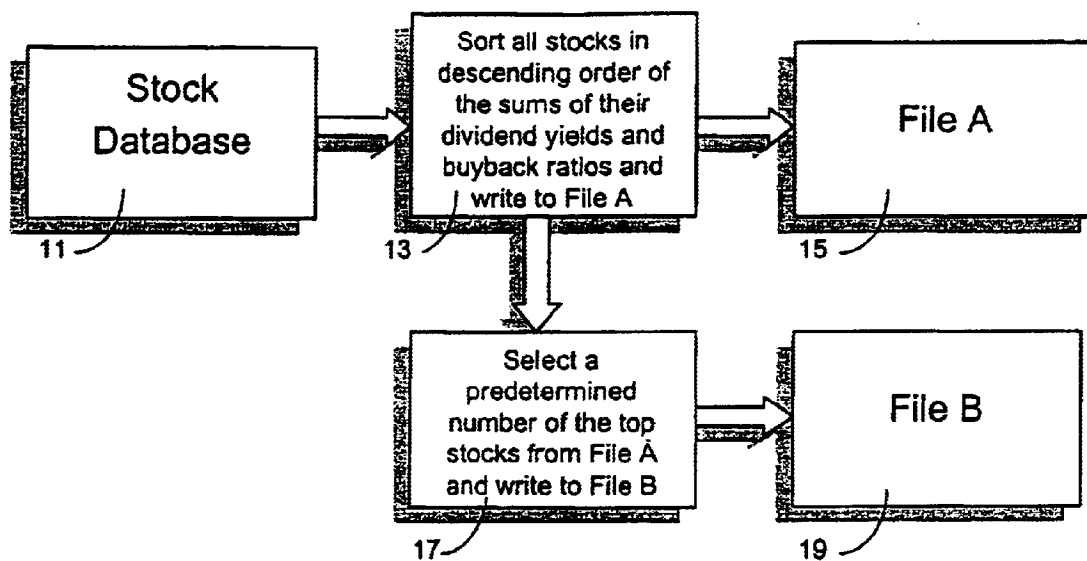 Stock
Database
11
Sort all stocks in
descending order of
the sums of their
dividend yields and
buyback ratios and
write to File A
13
File A
15
Select a
predetermined
number of the top
stocks from File A
and write to File B
17
File B
19